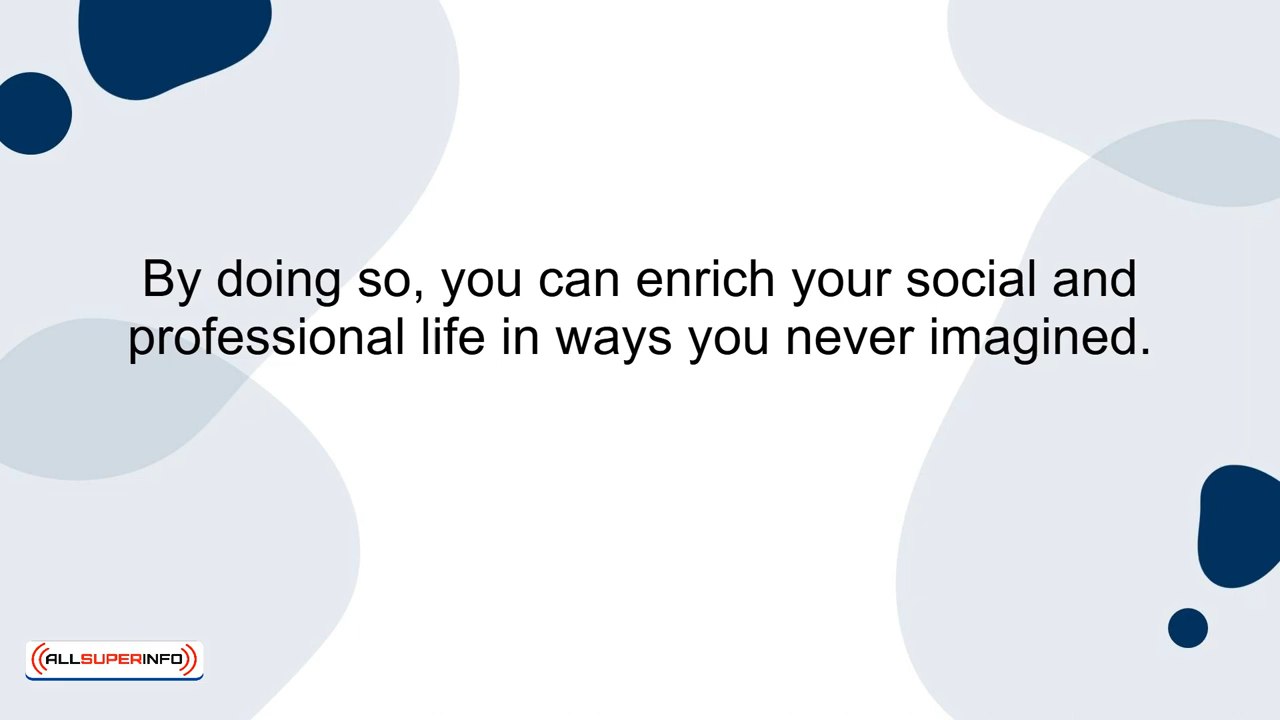 By doing so, you can enrich your social and
professional life in ways you never imagined.
ALLSUPERINFO